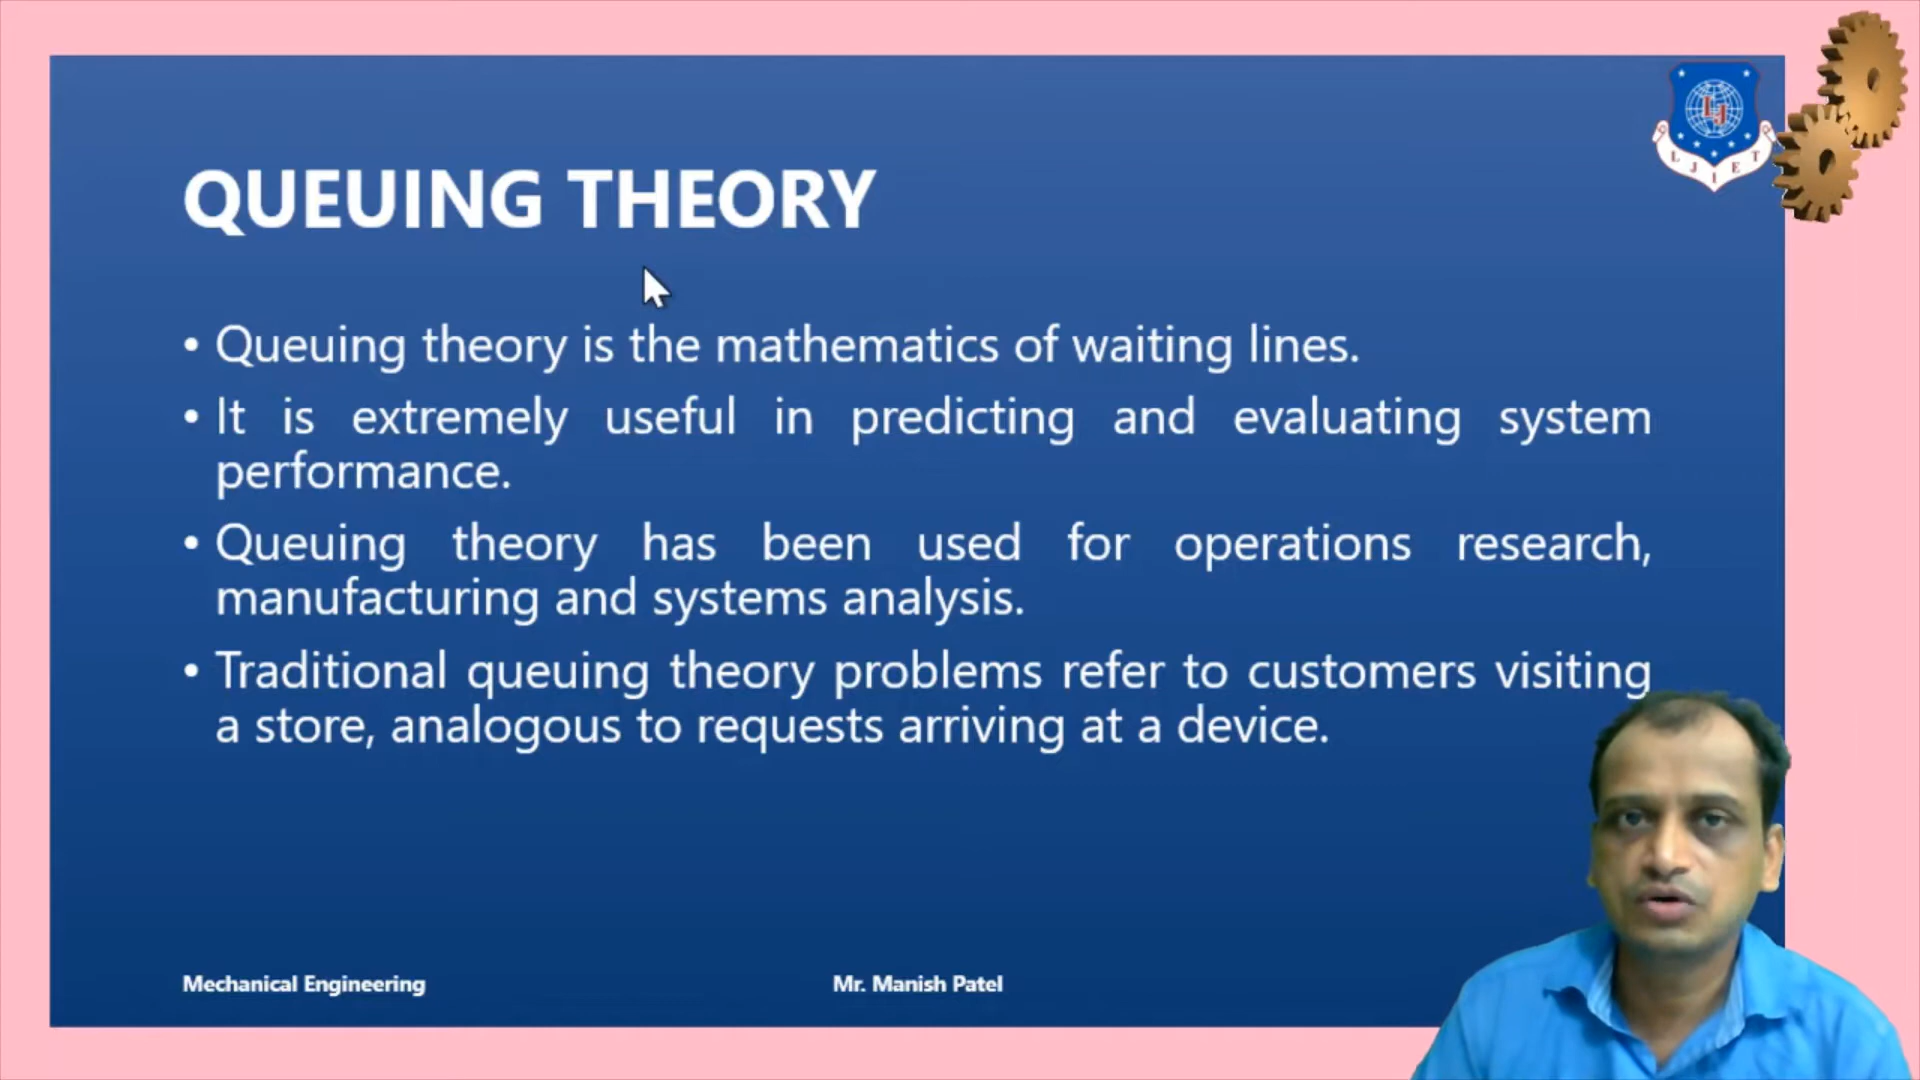 QUEUING THEORY
• Queuing theory is the mathematics of waiting lines.
• It is extremely useful in predicting and evaluating system
performance.
• Queuing theory has been used for operations research,
manufacturing and systems analysis.
• Traditional queuing theory problems refer to customers visiting
a store, analogous to requests arriving at a device.
Mechanical Engineering
Mr. Manish Patel
LJ
L J I E T